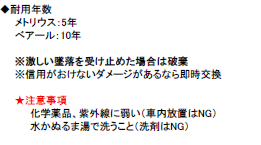 ◆耐用年数
メトリウス：5年
ペアール：10年
※激しい墜落を受け止めた場合は破棄
※信用がおけないダメージがあるなら即時交換
★注意事項
化学薬品、紫外線に弱い（車内放置はNG）
水かぬるま湯で洗うこと（洗剤はNG）